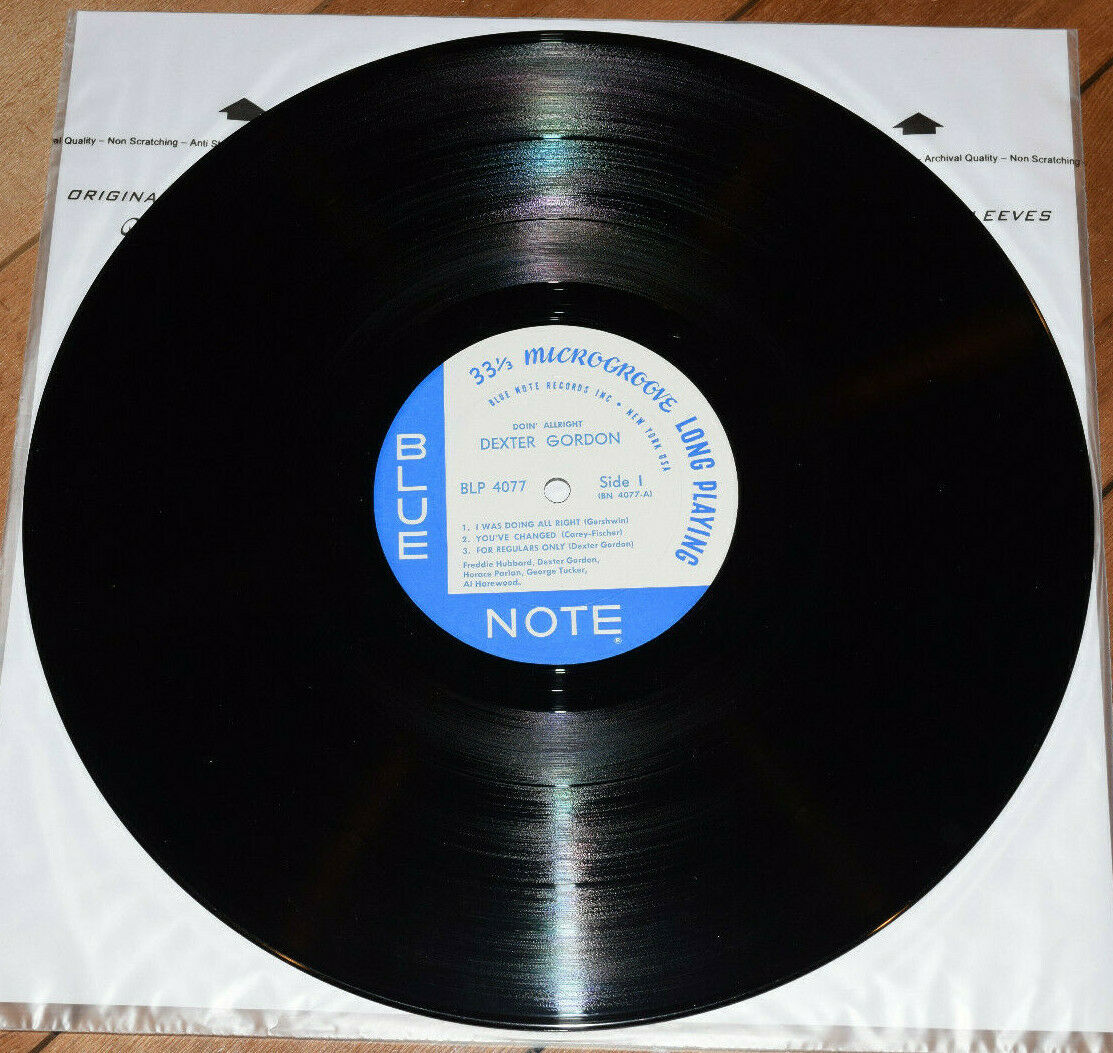 al Quality – Non Scratching – Anti S
– Archival Quality – Non Scratching –
ORIGINA
LEEVES
33⅓ MICROGROOVE LONG PLAYING
BLUE NOTE RECORDS INC • NEW YORK USA
DOIN' ALLRIGHT
DEXTER GORDON
BLP 4077
Side 1
(BN 4077-A)
1. I WAS DOING ALL RIGHT (Gershwin)
2. YOU'VE CHANGED (Carey-Fischer)
3. FOR REGULARS ONLY (Dexter Gordon)
Freddie Hubbard, Dexter Gordon,
Horace Parlan, George Tucker,
Al Harewood.
BLUE
NOTE
®